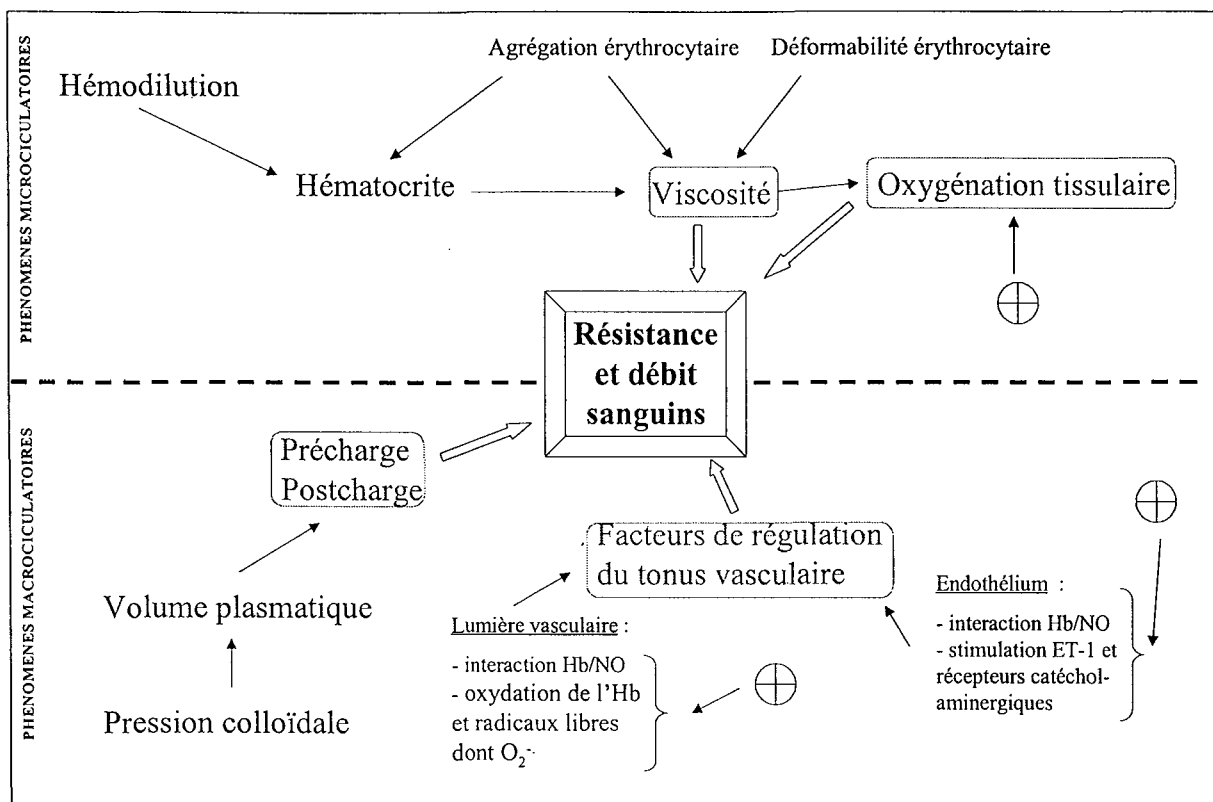 PHENOMENES MICROCICULATOIRES
Agrégation érythrocytaire
Déformabilité érythrocytaire
Hémodilution
Hématocrite
Viscosité
Oxygénation tissulaire
Résistance
et débit
sanguins
PHENOMENES MACROCICULATOIRES
Précharge
Postcharge
Facteurs de régulation
du tonus vasculaire
Volume plasmatique
Pression colloïdale
Lumière vasculaire :
- interaction Hb/NO
- oxydation de l'Hb
et radicaux libres
dont O₂⁻·
Endothélium :
- interaction Hb/NO
- stimulation ET-1 et
récepteurs catéchol-
aminergiques